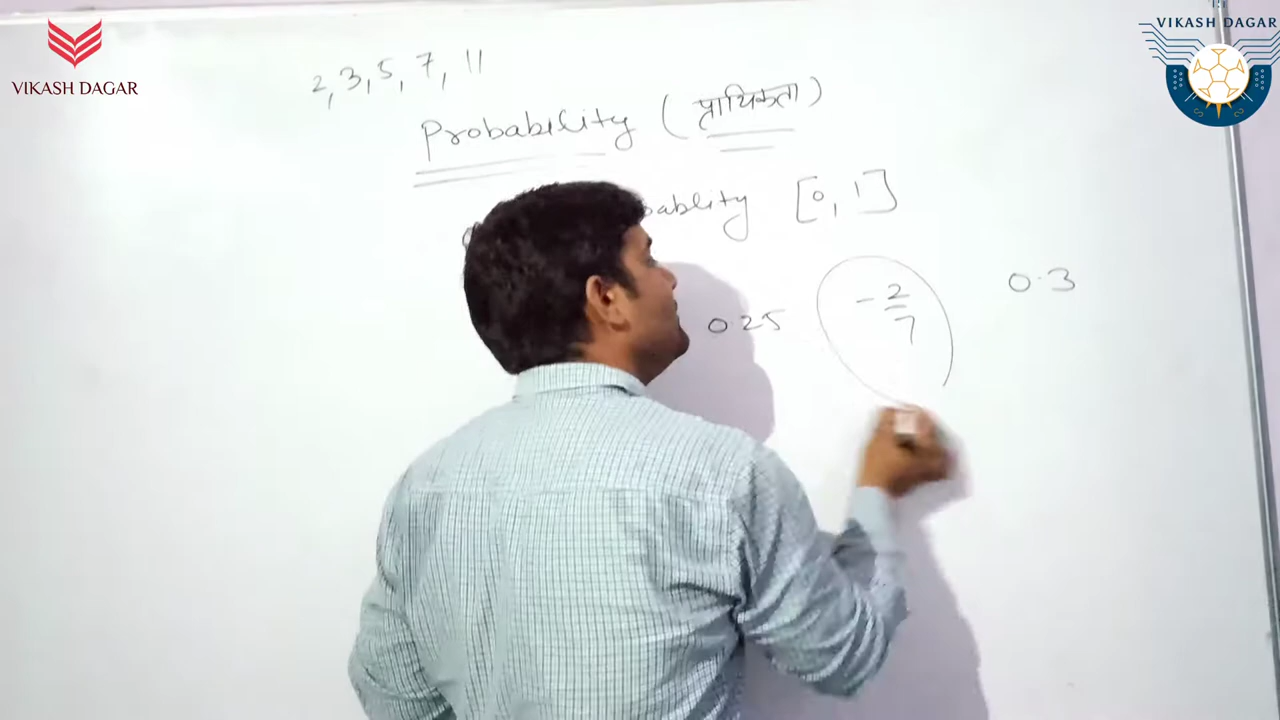 VIKASH DAGAR
VIKASH DAGAR
2, 3, 5, 7, 11
Probability ( प्रायिकता )
[0, 1]
0.25
-2/7
0.3